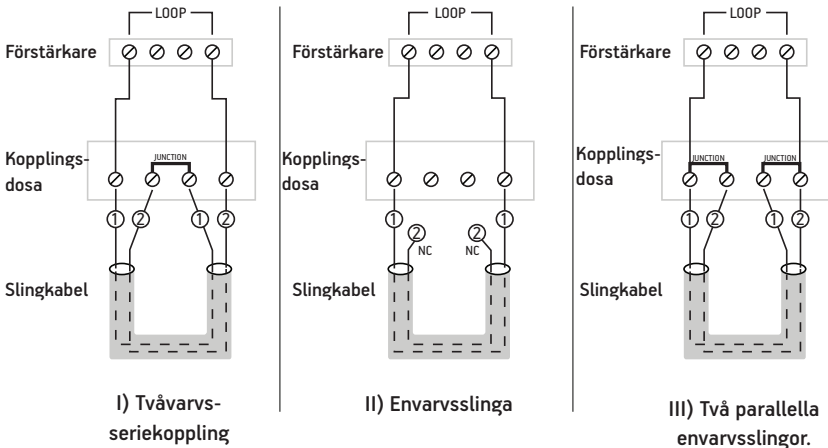 LOOP
Förstärkare
JUNCTION
Kopplings-
dosa
1 2 1 2
Slingkabel
I) Tvåvarvs-
seriekoppling
LOOP
Förstärkare
Kopplings-
dosa
1 1
2 2
NC NC
Slingkabel
II) Envarvsslinga
LOOP
Förstärkare
JUNCTION JUNCTION
Kopplings-
dosa
1 2 1 2
Slingkabel
III) Två parallella
envarvsslingor.